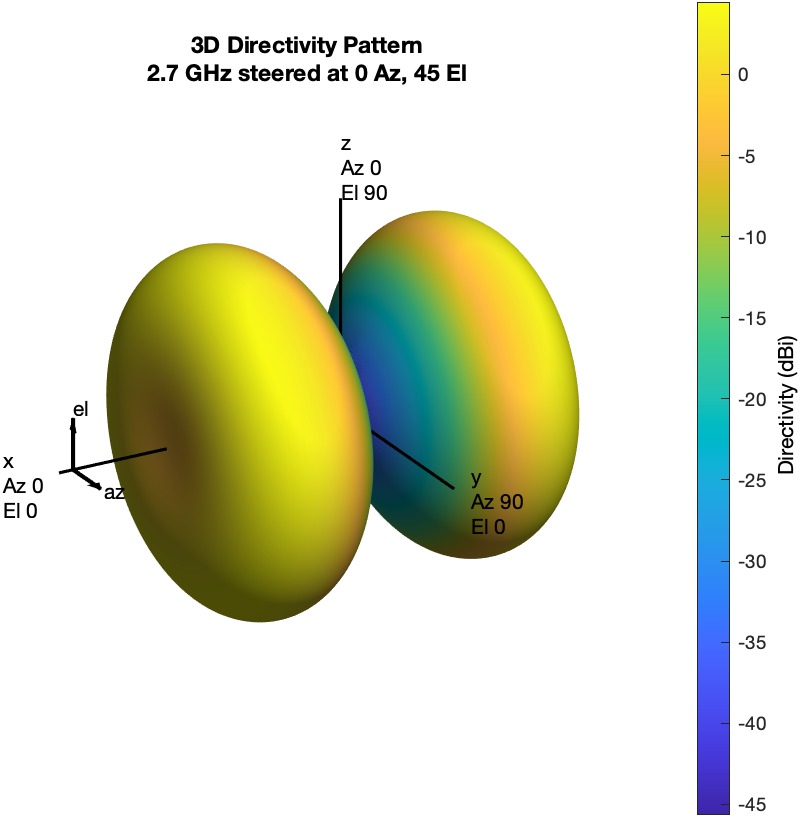 3D Directivity Pattern
2.7 GHz steered at 0 Az, 45 El
z
Az 0
El 90
el
x
Az 0
El 0
az
y
Az 90
El 0
0
-5
-10
-15
-20
-25
-30
-35
-40
-45
Directivity (dBi)